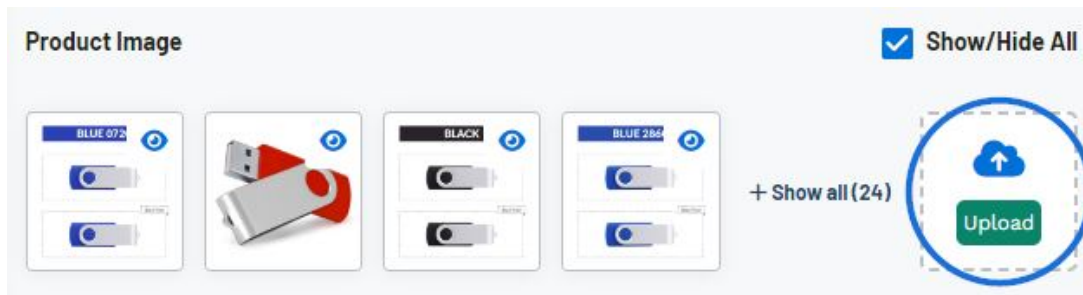 Product Image
Show/Hide All
BLUE 072
BLACK
BLUE 286
+ Show all (24)
Upload